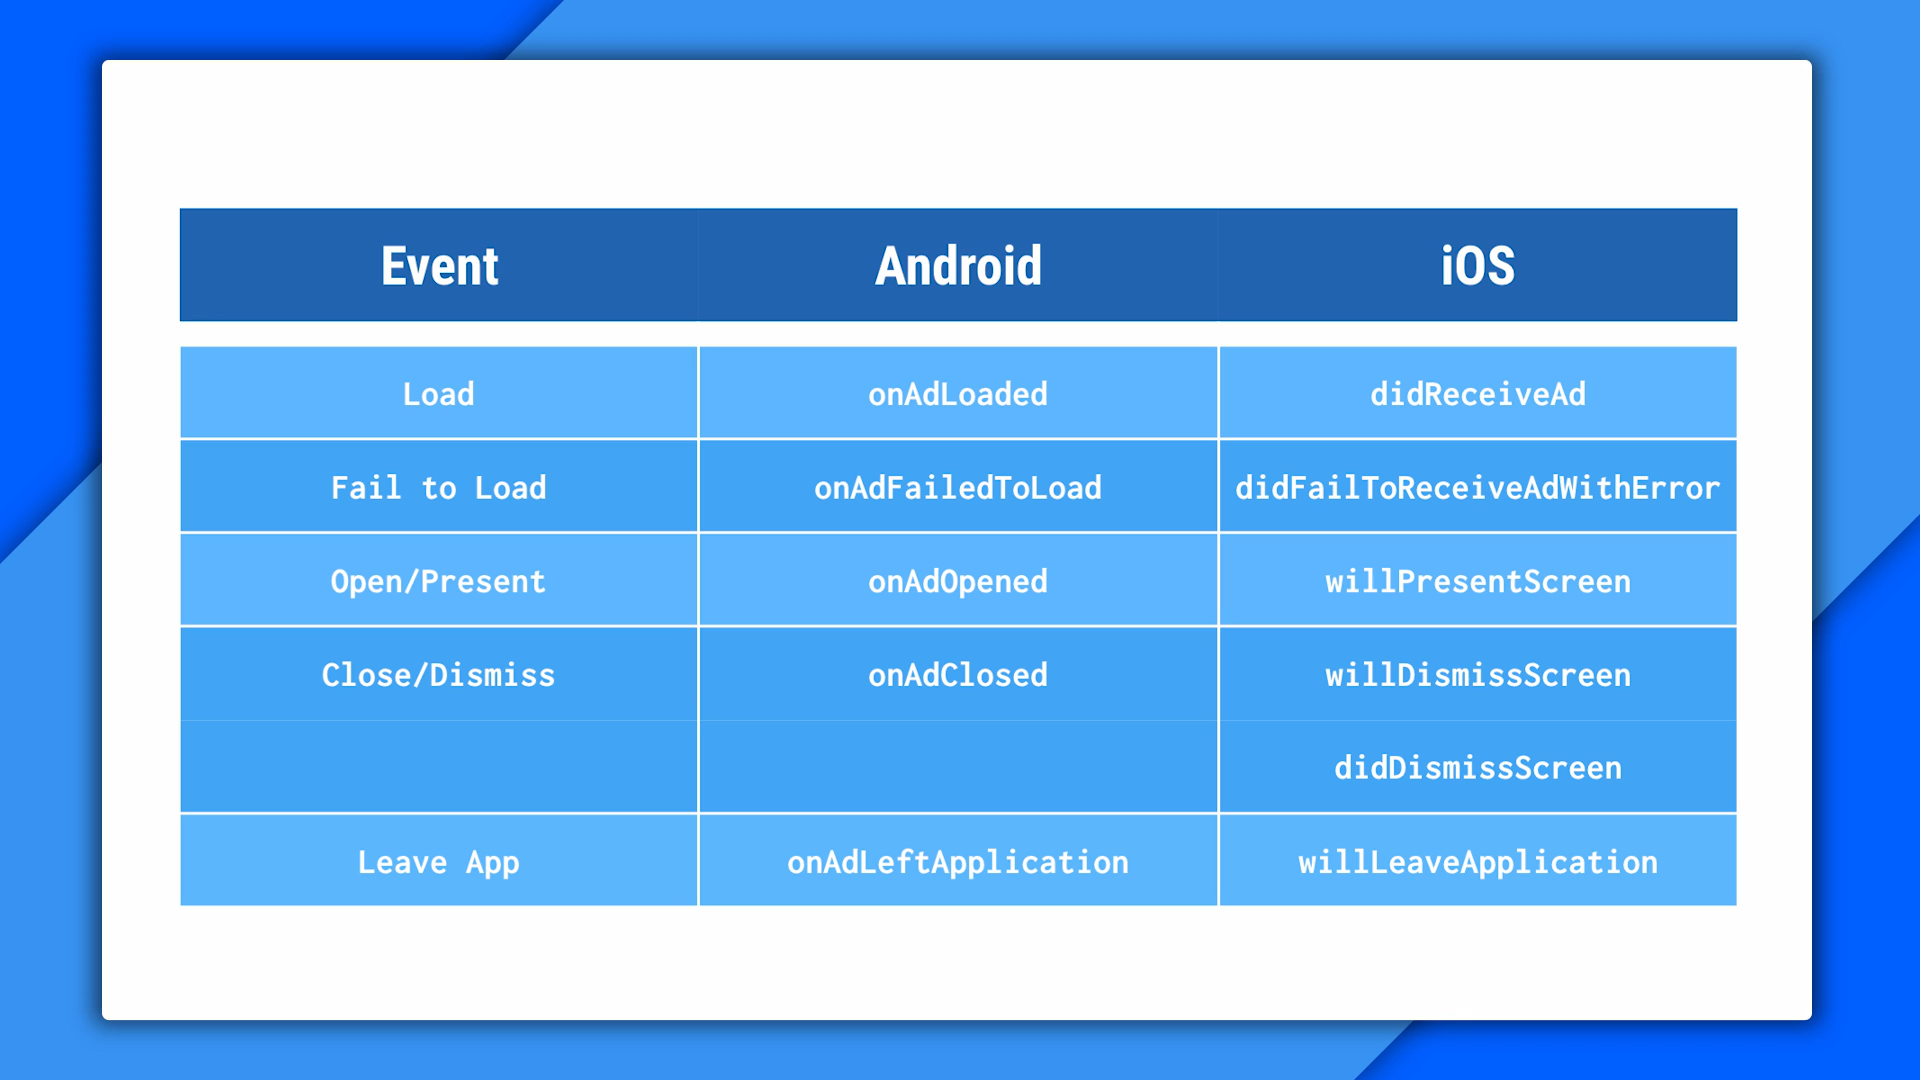 Event Android iOS
Load onAdLoaded didReceiveAd
Fail to Load onAdFailedToLoad didFailToReceiveAdWithError
Open/Present onAdOpened willPresentScreen
Close/Dismiss onAdClosed willDismissScreen
didDismissScreen
Leave App onAdLeftApplication willLeaveApplication